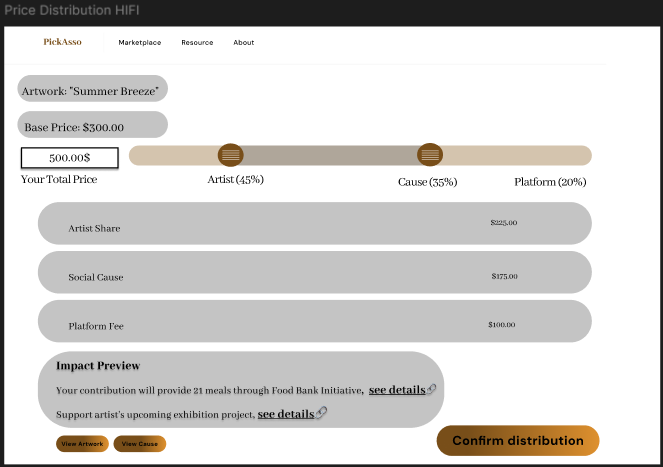 Price Distribution HIFI
PickAsso Marketplace Resource About
Artwork: "Summer Breeze"
Base Price: $300.00
500.00$
Your Total Price Artist (45%) Cause (35%) Platform (20%)
Artist Share $225.00
Social Cause $175.00
Platform Fee $100.00
Impact Preview
Your contribution will provide 21 meals through Food Bank Initiative, see details
Support artist's upcoming exhibition project, see details
View Artwork View Cause
Confirm distribution